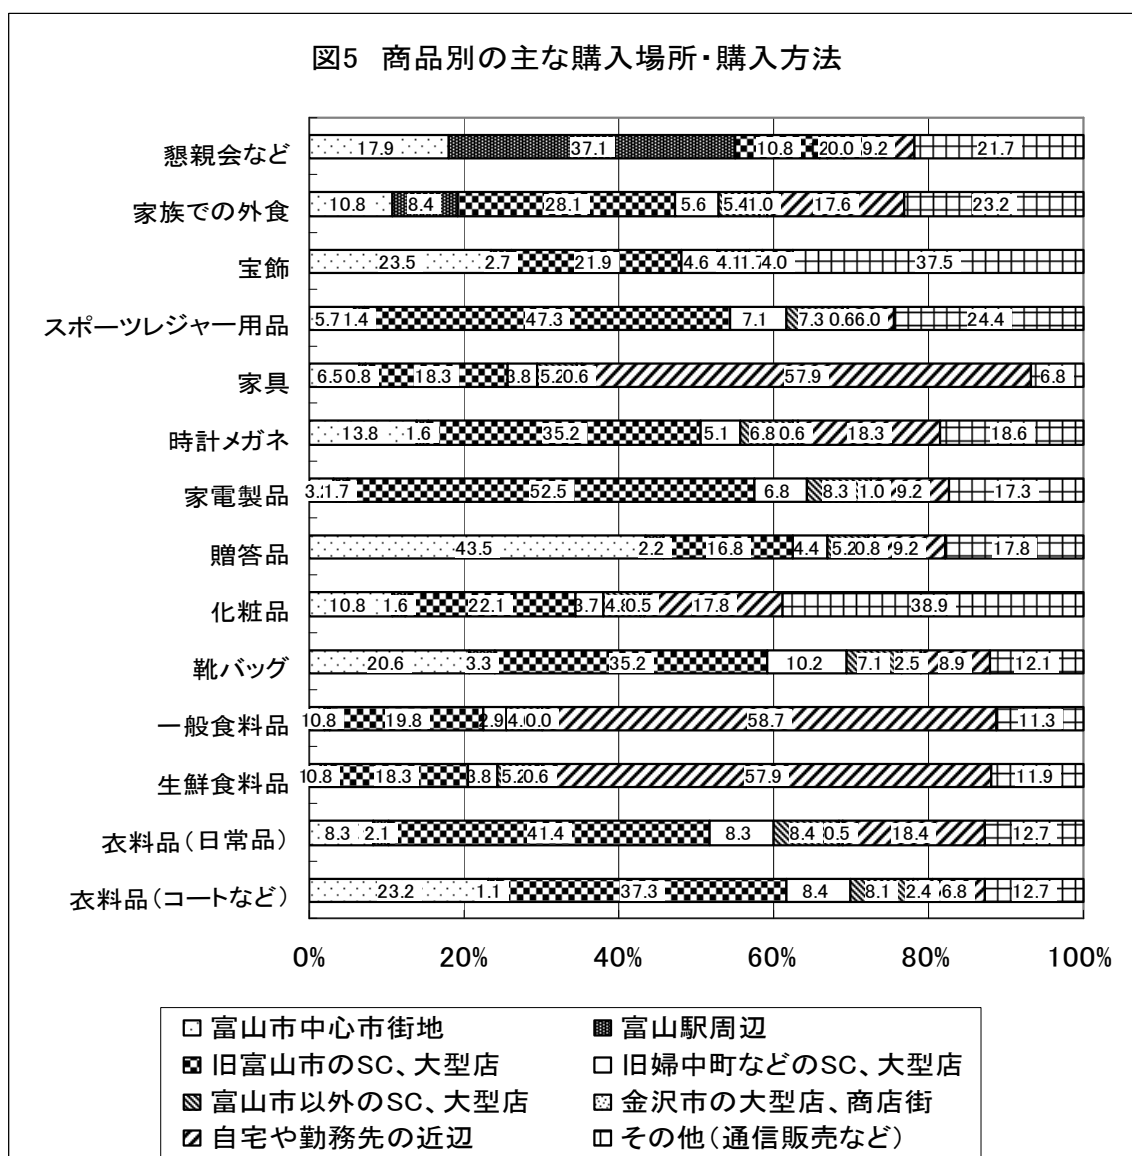 図5 商品別の主な購入場所・購入方法
懇親会など 17.9 37.1 10.8 9.2 21.7
家族での外食 10.8 8.4 28.1 5.6 5.4 1.0 17.6 23.2
宝飾 23.5 2.7 21.9 4.6 4.0 37.5
スポーツレジャー用品 5.7 1.4 47.3 7.1 7.3 0.6 6.0 24.4
家具 6.5 0.8 18.3 3.8 5.2 0.6 57.9 6.8
時計メガネ 13.8 1.6 35.2 5.1 6.8 0.6 18.3 18.6
家電製品 1.7 52.5 6.8 8.3 1.0 9.2 17.3
贈答品 43.5 2.2 16.8 4.4 5.2 0.8 9.2 17.8
化粧品 10.8 1.6 22.1 3.7 4.8 0.5 17.8 38.9
靴バッグ 20.6 3.3 35.2 10.2 7.1 2.5 8.9 12.1
一般食料品 0.8 19.8 2.9 0.0 58.7 11.3
生鮮食料品 0.8 18.3 3.8 5.2 0.6 57.9 11.9
衣料品(日常品) 8.3 2.1 41.4 8.3 8.4 0.5 18.4 12.7
衣料品(コートなど) 23.2 1.1 37.3 8.4 8.1 2.4 6.8 12.7
0% 20% 40% 60% 80% 100%
富山市中心市街地 富山駅周辺
旧富山市のSC、大型店 旧婦中町などのSC、大型店
富山市以外のSC、大型店 金沢市の大型店、商店街
自宅や勤務先の近辺 その他(通信販売など)